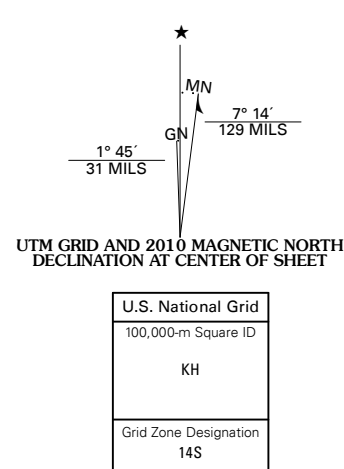 ★
MN
GN
7° 14´
129 MILS
1° 45´
31 MILS
UTM GRID AND 2010 MAGNETIC NORTH
DECLINATION AT CENTER OF SHEET
U.S. National Grid
100,000-m Square ID
KH
Grid Zone Designation
14S